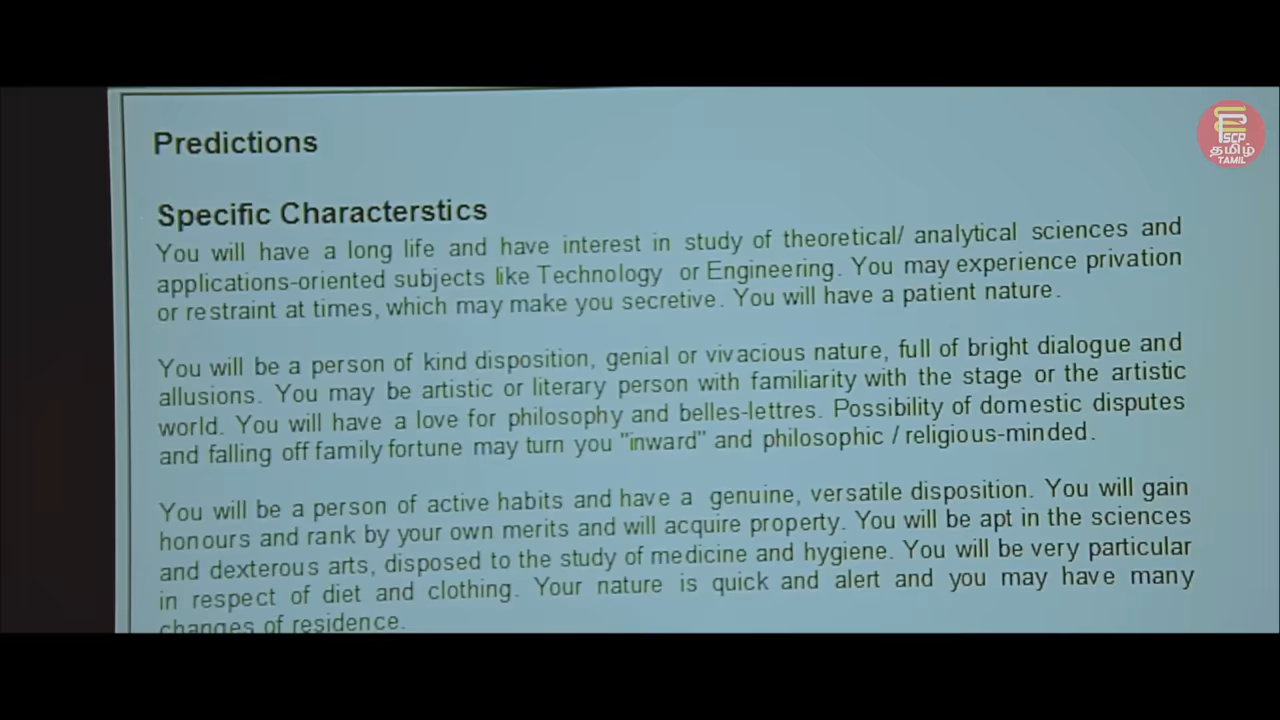 Predictions
Specific Characterstics
You will have a long life and have interest in study of theoretical/ analytical sciences and
applications-oriented subjects like Technology or Engineering. You may experience privation
or restraint at times, which may make you secretive. You will have a patient nature.
You will be a person of kind disposition, genial or vivacious nature, full of bright dialogue and
allusions. You may be artistic or literary person with familiarity with the stage or the artistic
world. You will have a love for philosophy and belles-lettres. Possibility of domestic disputes
and falling off family fortune may turn you "inward" and philosophic / religious-minded.
You will be a person of active habits and have a genuine, versatile disposition. You will gain
honours and rank by your own merits and will acquire property. You will be apt in the sciences
and dexterous arts, disposed to the study of medicine and hygiene. You will be very particular
in respect of diet and clothing. Your nature is quick and alert and you may have many
changes of residence.
SCP
தமிழ்
TAMIL